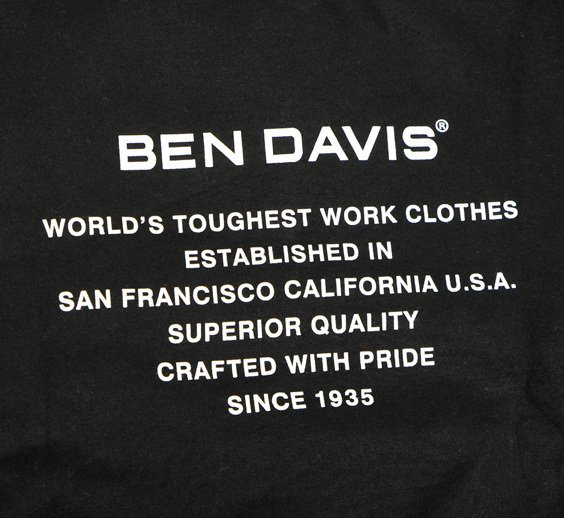 BEN DAVIS®
WORLD'S TOUGHEST WORK CLOTHES
ESTABLISHED IN
SAN FRANCISCO CALIFORNIA U.S.A.
SUPERIOR QUALITY
CRAFTED WITH PRIDE
SINCE 1935